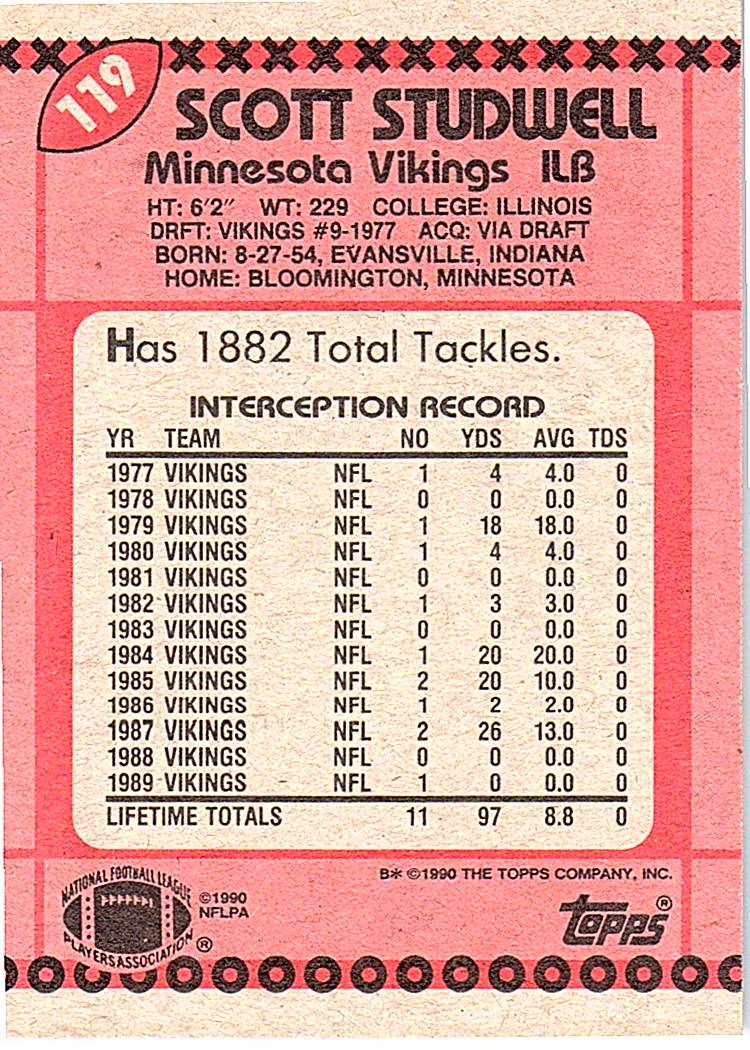 119
SCOTT STUDWELL
Minnesota Vikings ILB
HT: 6'2" WT: 229 COLLEGE: ILLINOIS
DRFT: VIKINGS #9-1977 ACQ: VIA DRAFT
BORN: 8-27-54, EVANSVILLE, INDIANA
HOME: BLOOMINGTON, MINNESOTA
Has 1882 Total Tackles.
INTERCEPTION RECORD
YR TEAM NO YDS AVG TDS
1977 VIKINGS NFL 1 4 4.0 0
1978 VIKINGS NFL 0 0 0.0 0
1979 VIKINGS NFL 1 18 18.0 0
1980 VIKINGS NFL 1 4 4.0 0
1981 VIKINGS NFL 0 0 0.0 0
1982 VIKINGS NFL 1 3 3.0 0
1983 VIKINGS NFL 0 0 0.0 0
1984 VIKINGS NFL 1 20 20.0 0
1985 VIKINGS NFL 2 20 10.0 0
1986 VIKINGS NFL 1 2 2.0 0
1987 VIKINGS NFL 2 26 13.0 0
1988 VIKINGS NFL 0 0 0.0 0
1989 VIKINGS NFL 1 0 0.0 0
LIFETIME TOTALS 11 97 8.8 0
B* ©1990 THE TOPPS COMPANY, INC.
NATIONAL FOOTBALL LEAGUE
PLAYERS ASSOCIATION ®
©1990
NFLPA
topps ®